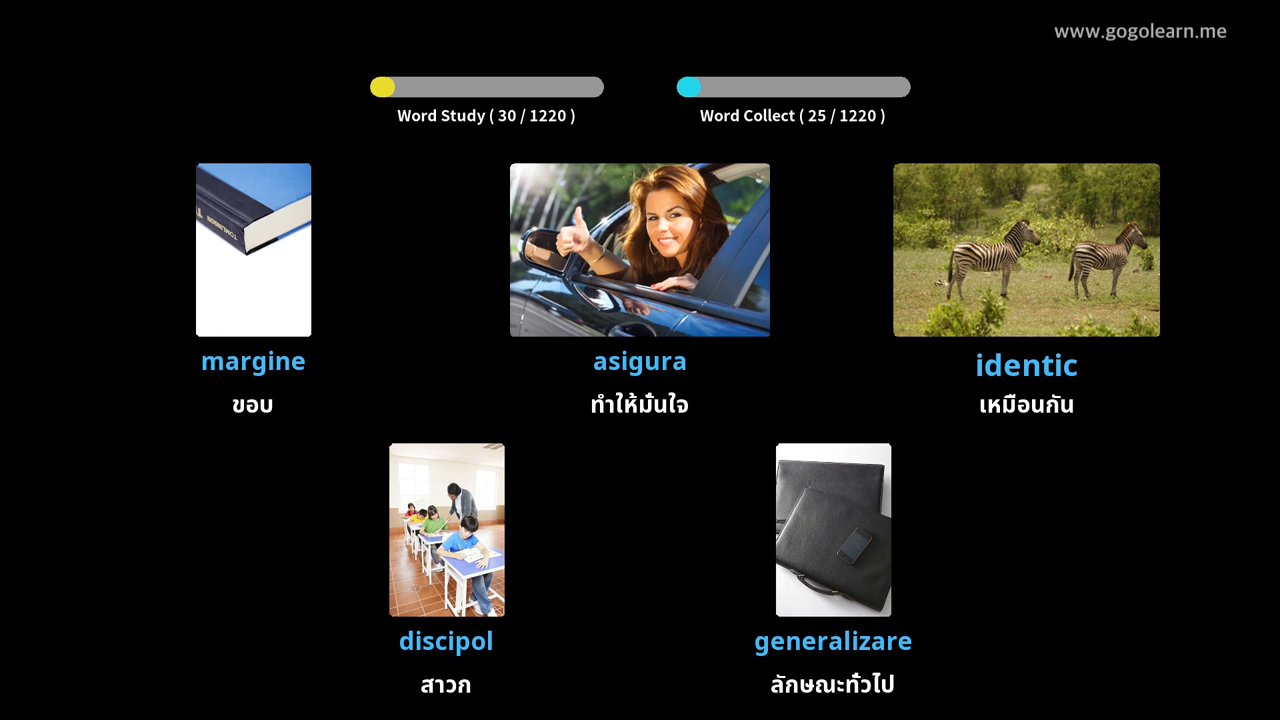 www.gogolearn.me
Word Study ( 30 / 1220 )
Word Collect ( 25 / 1220 )
TOMLINSON
margine
asigura
identic
ขอบ
ทำให้มั่นใจ
เหมือนกัน
discipol
generalizare
สาวก
ลักษณะทั่วไป